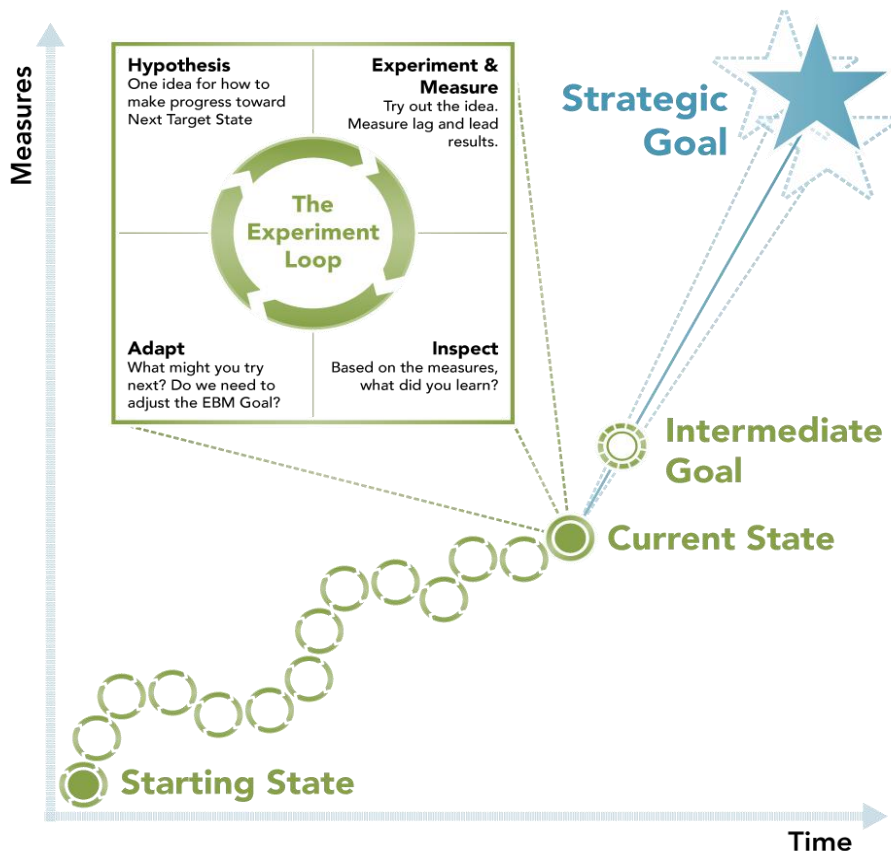 Measures
Hypothesis
One idea for how to
make progress toward
Next Target State
Experiment &
Measure
Try out the idea.
Measure lag and lead
results.
The
Experiment
Loop
Adapt
What might you try
next? Do we need to
adjust the EBM Goal?
Inspect
Based on the measures,
what did you learn?
Strategic
Goal
Intermediate
Goal
Current State
Starting State
Time